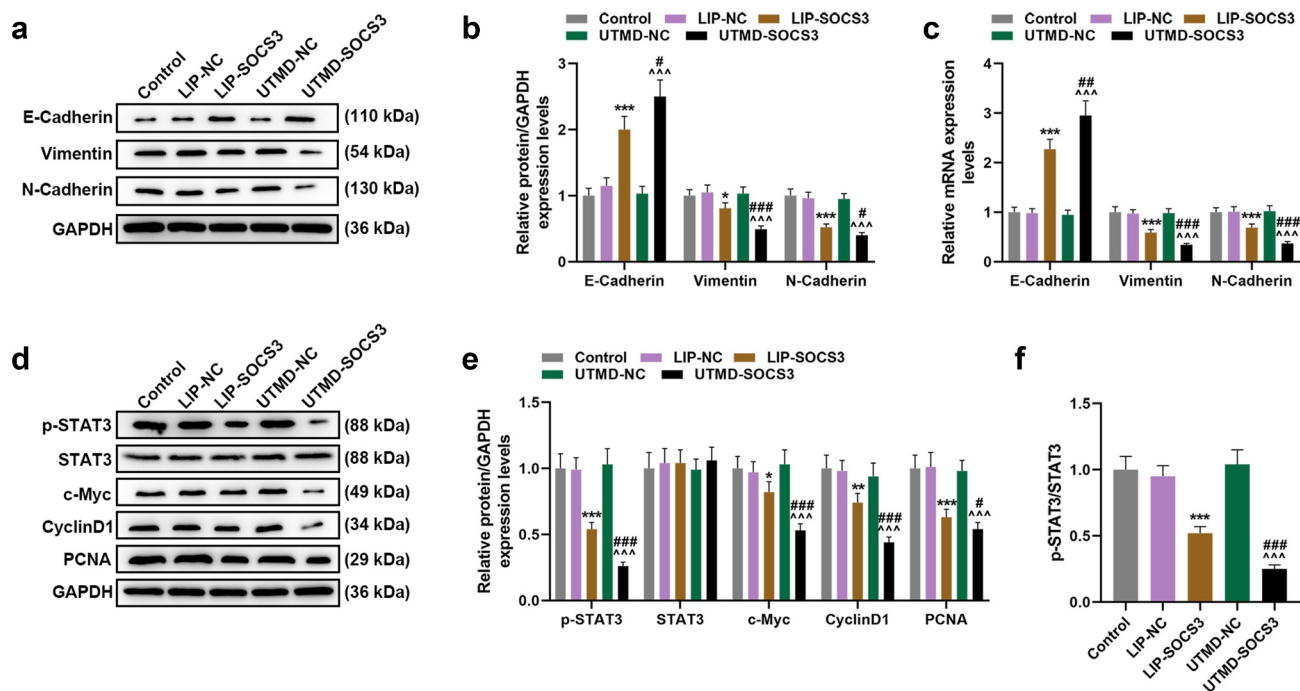 a
Control
LIP-NC
LIP-SOCS3
UTMD-NC
UTMD-SOCS3
E-Cadherin (110 kDa)
Vimentin (54 kDa)
N-Cadherin (130 kDa)
GAPDH (36 kDa)
b
Control LIP-NC LIP-SOCS3
UTMD-NC UTMD-SOCS3
Relative protein/GAPDH
expression levels
3
2
1
0
***
#
^^^
*
###
^^^
***
#
^^^
E-Cadherin Vimentin N-Cadherin
c
Control LIP-NC LIP-SOCS3
UTMD-NC UTMD-SOCS3
Relative mRNA expression
levels
4
3
2
1
0
***
##
^^^
***
###
^^^
***
###
^^^
E-Cadherin Vimentin N-Cadherin
d
Control
LIP-NC
LIP-SOCS3
UTMD-NC
UTMD-SOCS3
p-STAT3 (88 kDa)
STAT3 (88 kDa)
c-Myc (49 kDa)
CyclinD1 (34 kDa)
PCNA (29 kDa)
GAPDH (36 kDa)
e
Control LIP-NC LIP-SOCS3
UTMD-NC UTMD-SOCS3
Relative protein/GAPDH
expression levels
1.5
1.0
0.5
0.0
***
###
^^^
*
###
^^^
**
###
^^^
***
#
^^^
p-STAT3 STAT3 c-Myc CyclinD1 PCNA
f
p-STAT3/STAT3
1.5
1.0
0.5
0.0
***
###
^^^
Control
LIP-NC
LIP-SOCS3
UTMD-NC
UTMD-SOCS3